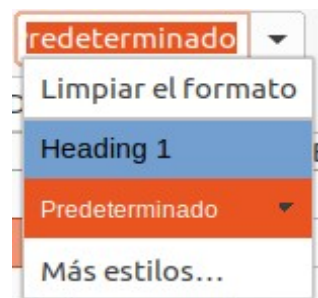 redeterminado
Limpiar el formato
Heading 1
Predeterminado
Más estilos...